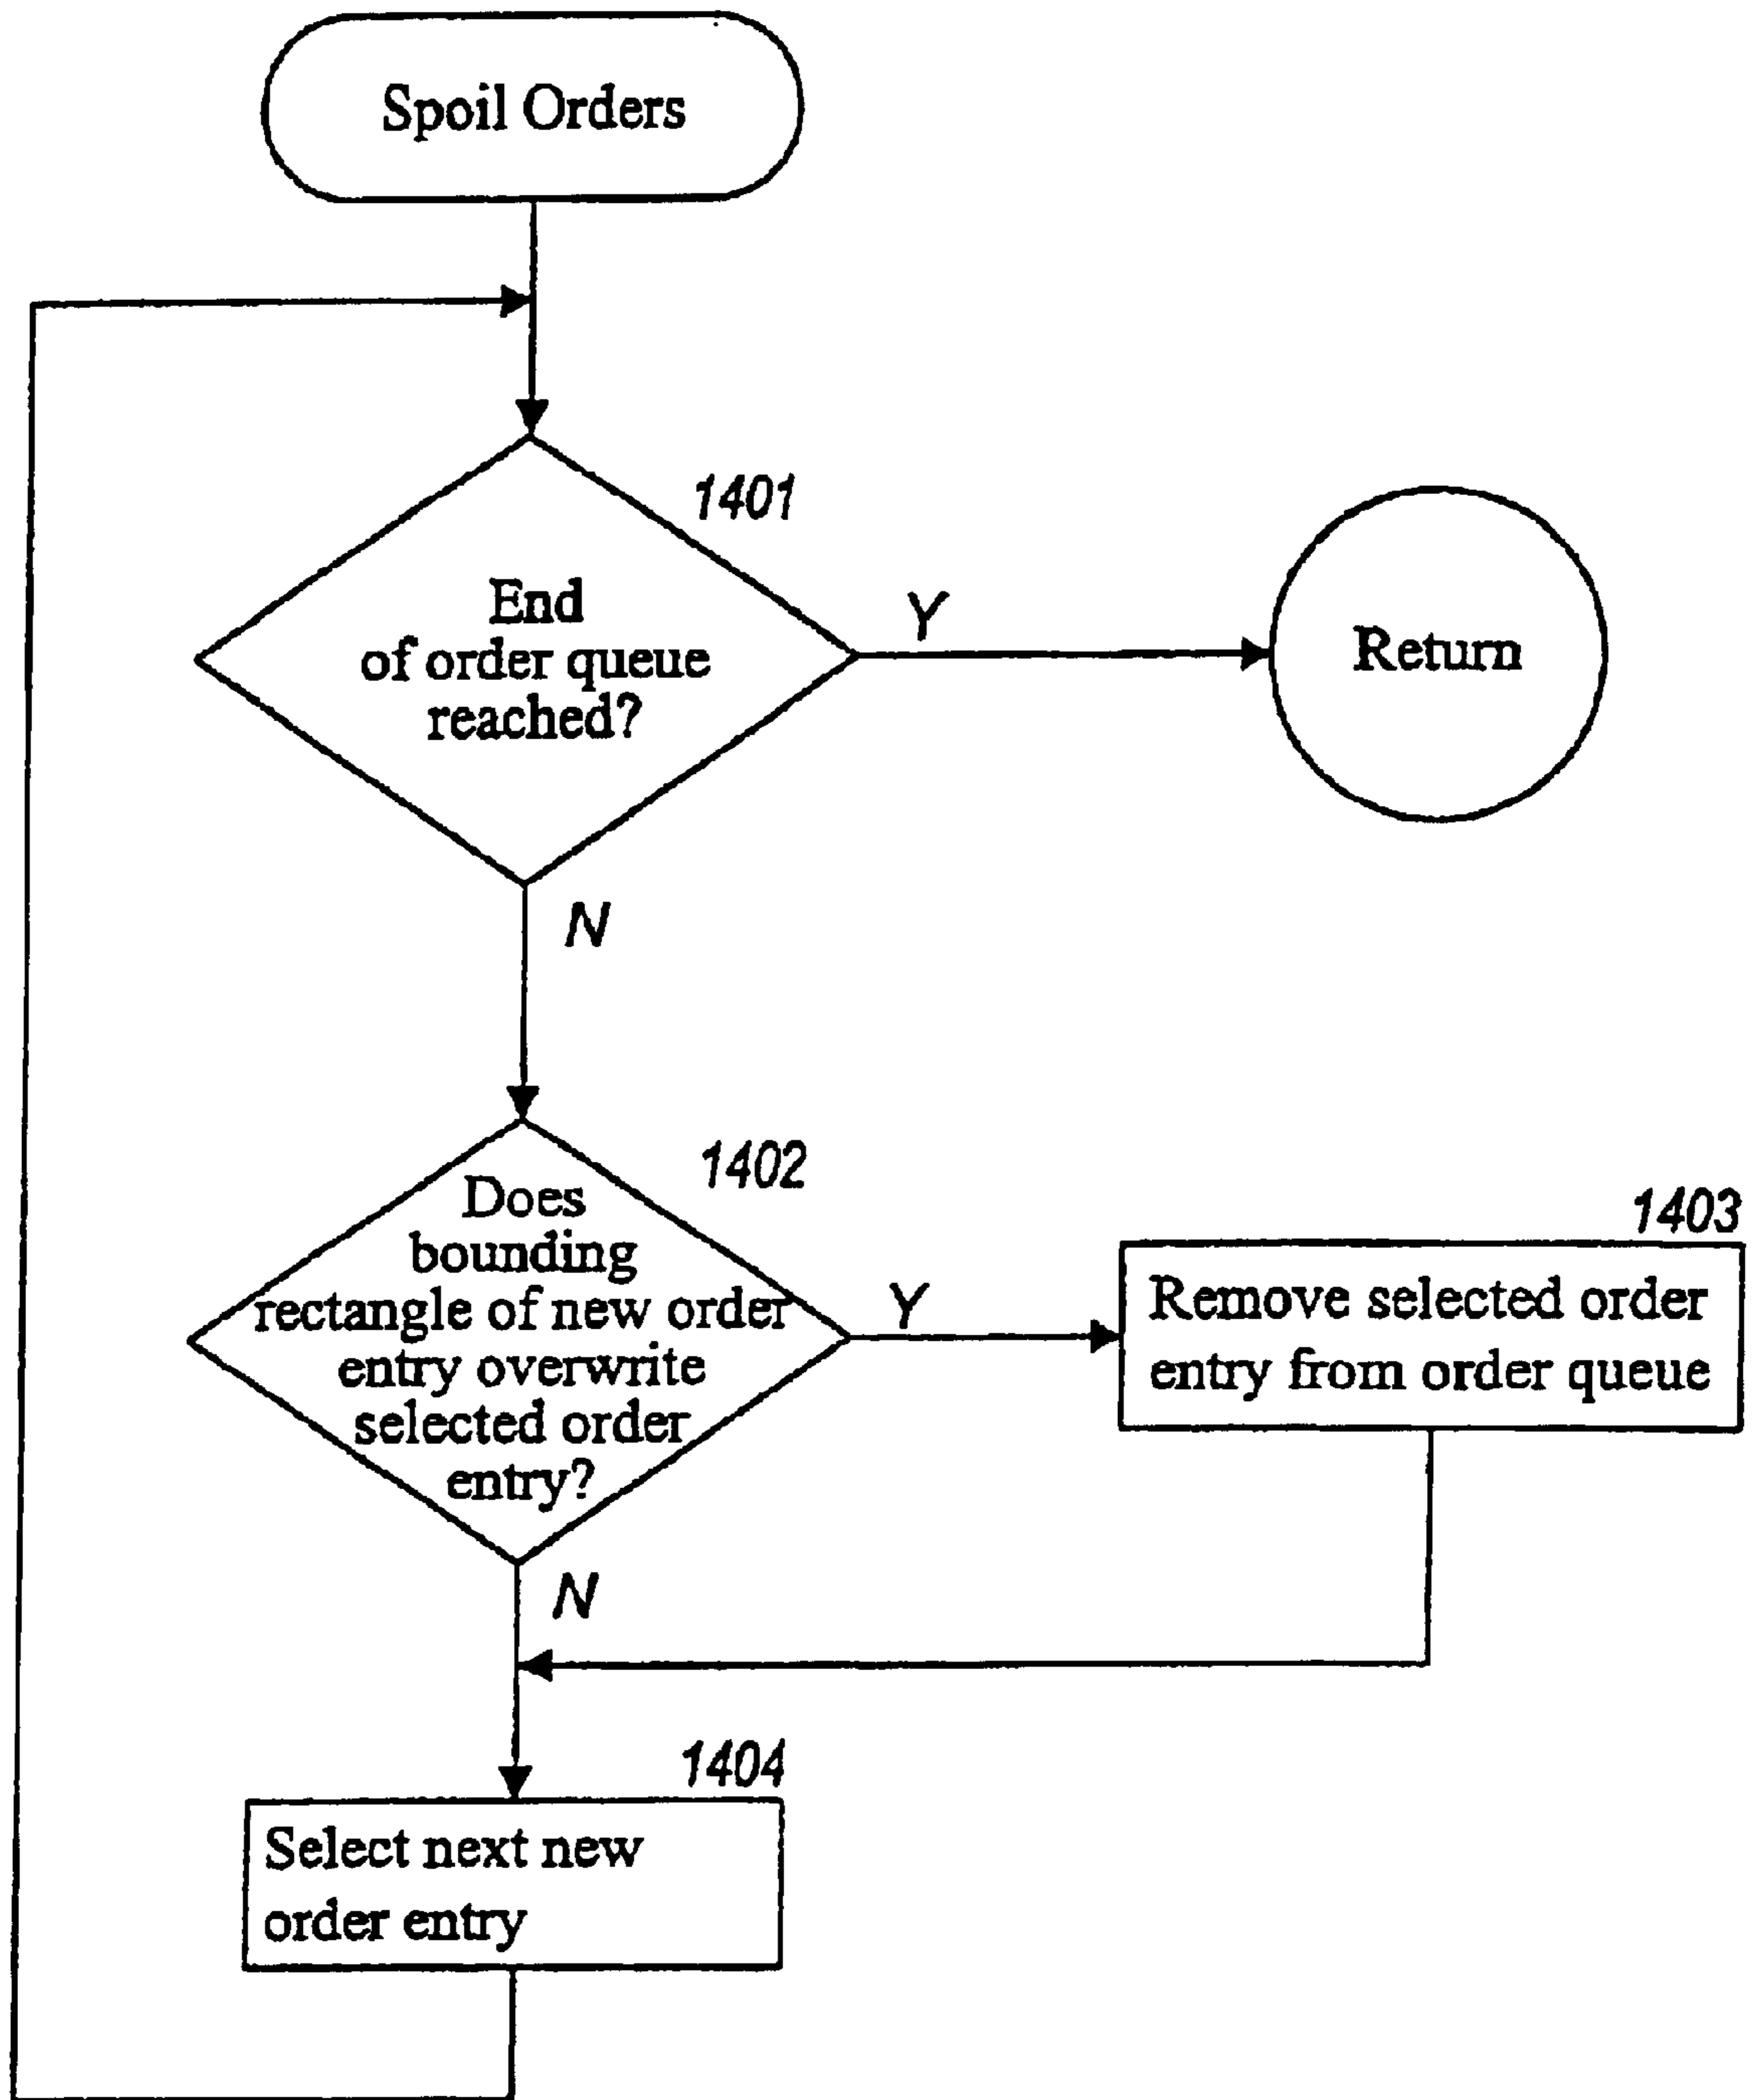 Spoil Orders
1401
End
of order queue
reached?
Y
Return
N
1402
Does
bounding
rectangle of new order
entry overwrite
selected order
entry?
Y
1403
Remove selected order
entry from order queue
N
1404
Select next new
order entry